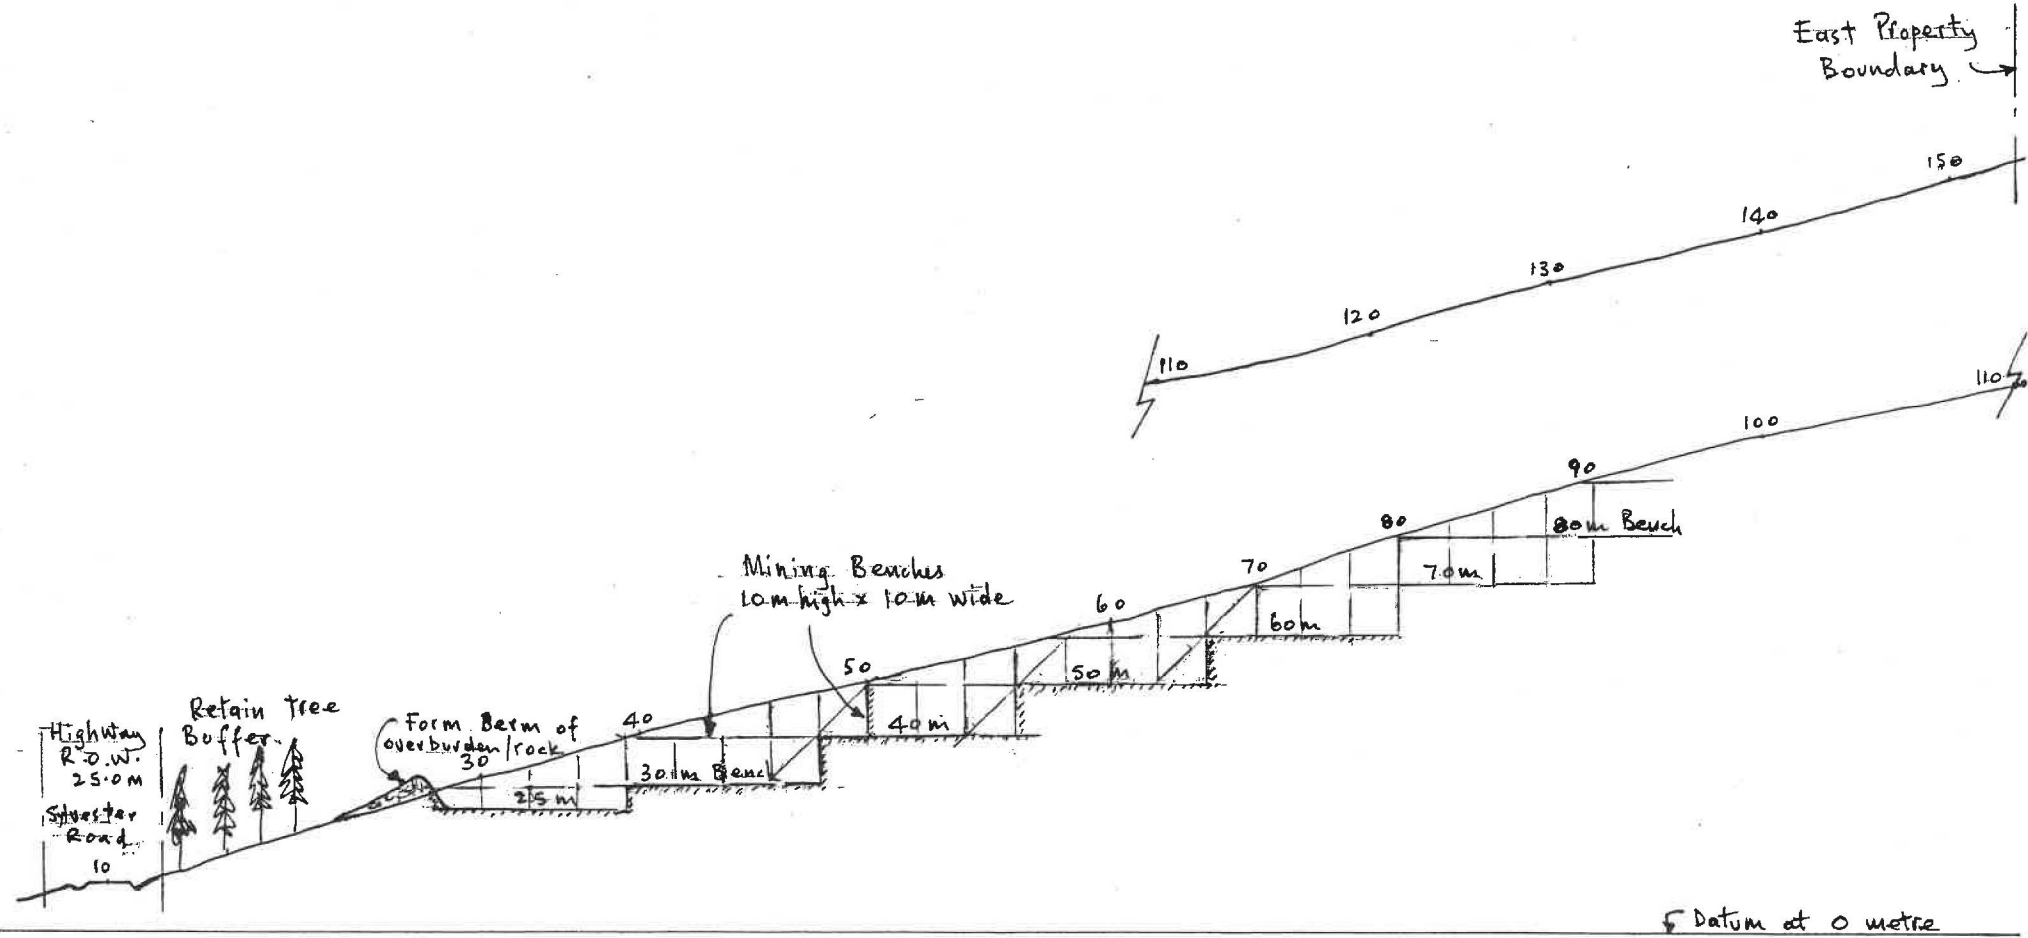 East Property
Boundary
150
140
130
120
110
110
100
90
80
80m Bench
70m
70
60m
60
50m
Mining Benches
10m high x 10m wide
50
40m
40
30m Bench
Retain Tree
Buffer
Form Berm of
overburden/rock
30
25m
Highway
R.O.W.
25.0m
Sylvester
Road
10
Datum at 0 metre